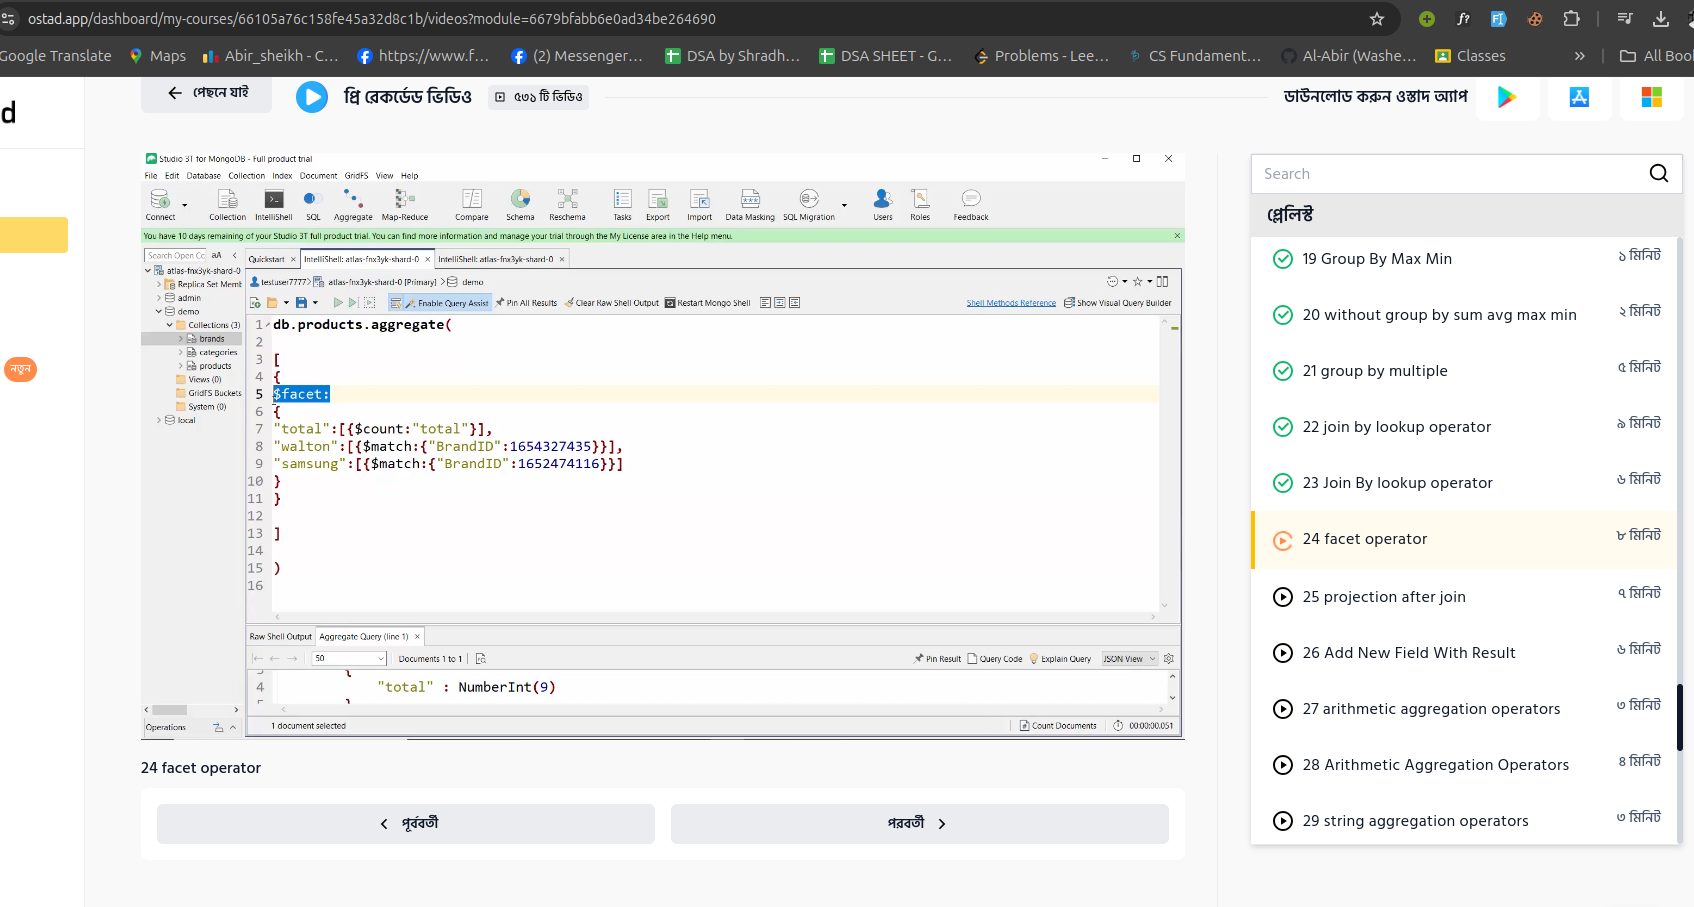 ostad.app/dashboard/my-courses/66105a76c158fe45a32d8c1b/videos?module=6679bfabb6e0ad34be264690
Google Translate
Maps
Abir_sheikh - C...
https://www.f...
(2) Messenger...
DSA by Shradh...
DSA SHEET - G...
Problems - Lee...
CS Fundament...
Al-Abir (Washe...
Classes
»
All Boo
d
পেছনে যাই
প্রি রেকর্ডেড ভিডিও
৫৩১ টি ভিডিও
ডাউনলোড করুন ওস্তাদ অ্যাপ
নতুন
Studio 3T for MongoDB - Full product trial
File Edit Database Collection Index Document GridFS View Help
Connect Collection IntelliShell SQL Aggregate Map-Reduce Compare Schema Reschema Tasks Export Import Data Masking SQL Migration Users Roles Feedback
You have 10 days remaining of your Studio 3T full product trial. You can find more information and manage your trial through the My License area in the Help menu.
Search Open Cc aA
Quickstart × IntelliShell: atlas-fnx3yk-shard-0 × IntelliShell: atlas-fnx3yk-shard-0 ×
atlas-fnx3yk-shard-0
Replica Set Memb
admin
demo
Collections (3)
brands
categories
products
Views (0)
GridFS Buckets
System (0)
local
testuser7777> atlas-fnx3yk-shard-0 [Primary] > demo
Enable Query Assist Pin All Results Clear Raw Shell Output Restart Mongo Shell Shell Methods Reference Show Visual Query Builder
1 db.products.aggregate(
2
3 [
4 {
5 $facet:
6 {
7 "total":[{$count:"total"}],
8 "walton":[{$match:{"BrandID":1654327435}}],
9 "samsung":[{$match:{"BrandID":1652474116}}]
10 }
11 }
12
13 ]
14
15 )
16
Raw Shell Output Aggregate Query (line 1) ×
50 Documents 1 to 1 Pin Result Query Code Explain Query JSON View
4 "total" : NumberInt(9)
Operations
1 document selected Count Documents 00:00:00.051
24 facet operator
পূর্ববর্তী
পরবর্তী
Search
প্লেলিস্ট
19 Group By Max Min ১ মিনিট
20 without group by sum avg max min ২ মিনিট
21 group by multiple ৫ মিনিট
22 join by lookup operator ৯ মিনিট
23 Join By lookup operator ৬ মিনিট
24 facet operator ৮ মিনিট
25 projection after join ৭ মিনিট
26 Add New Field With Result ৬ মিনিট
27 arithmetic aggregation operators ৩ মিনিট
28 Arithmetic Aggregation Operators ৪ মিনিট
29 string aggregation operators ৩ মিনিট